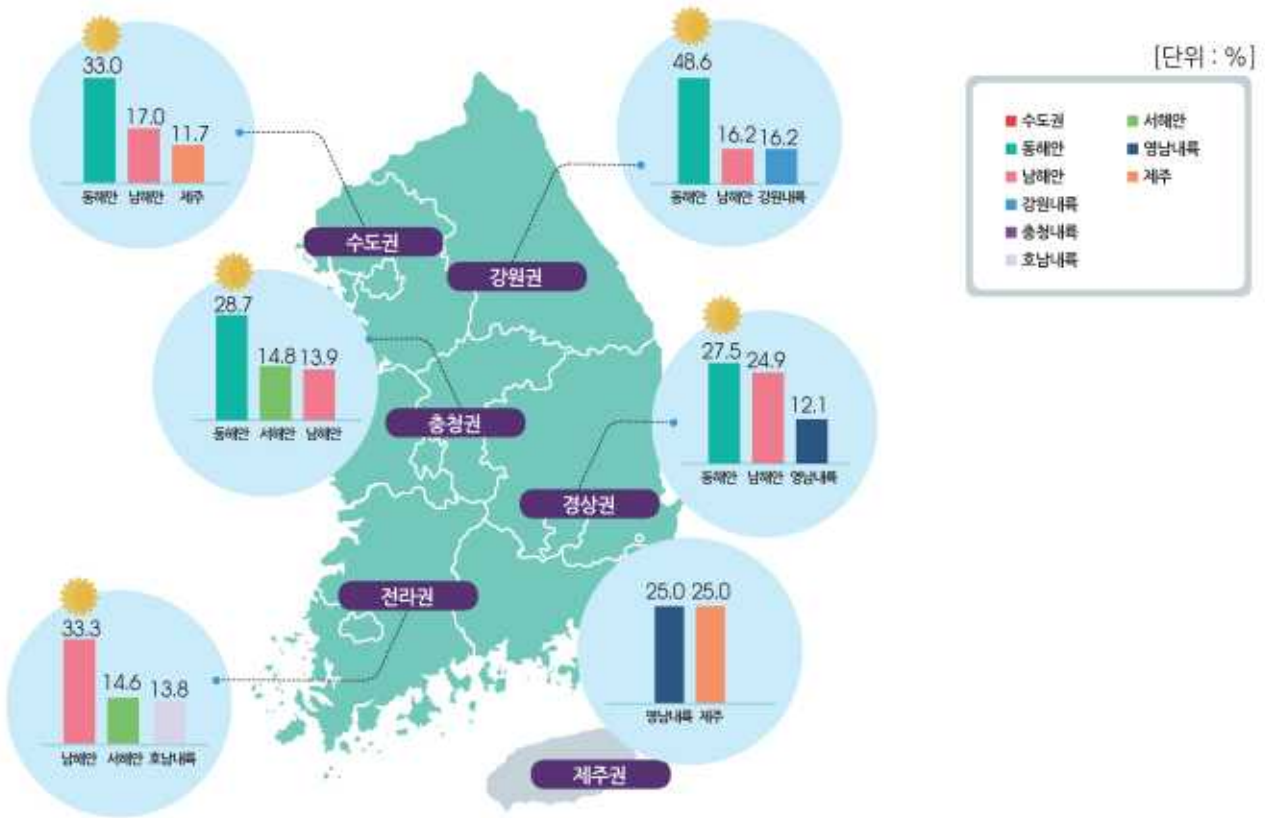 [단위 : %]
수도권 서해안
동해안 영남내륙
남해안 제주
강원내륙
충청내륙
호남내륙
33.0 17.0 11.7
동해안 남해안 제주
48.6 16.2 16.2
동해안 남해안 강원내륙
수도권
강원권
28.7 14.8 13.9
동해안 서해안 남해안
27.5 24.9 12.1
동해안 남해안 영남내륙
충청권
경상권
전라권
33.3 14.6 13.8
남해안 서해안 호남내륙
25.0 25.0
영남내륙 제주
제주권